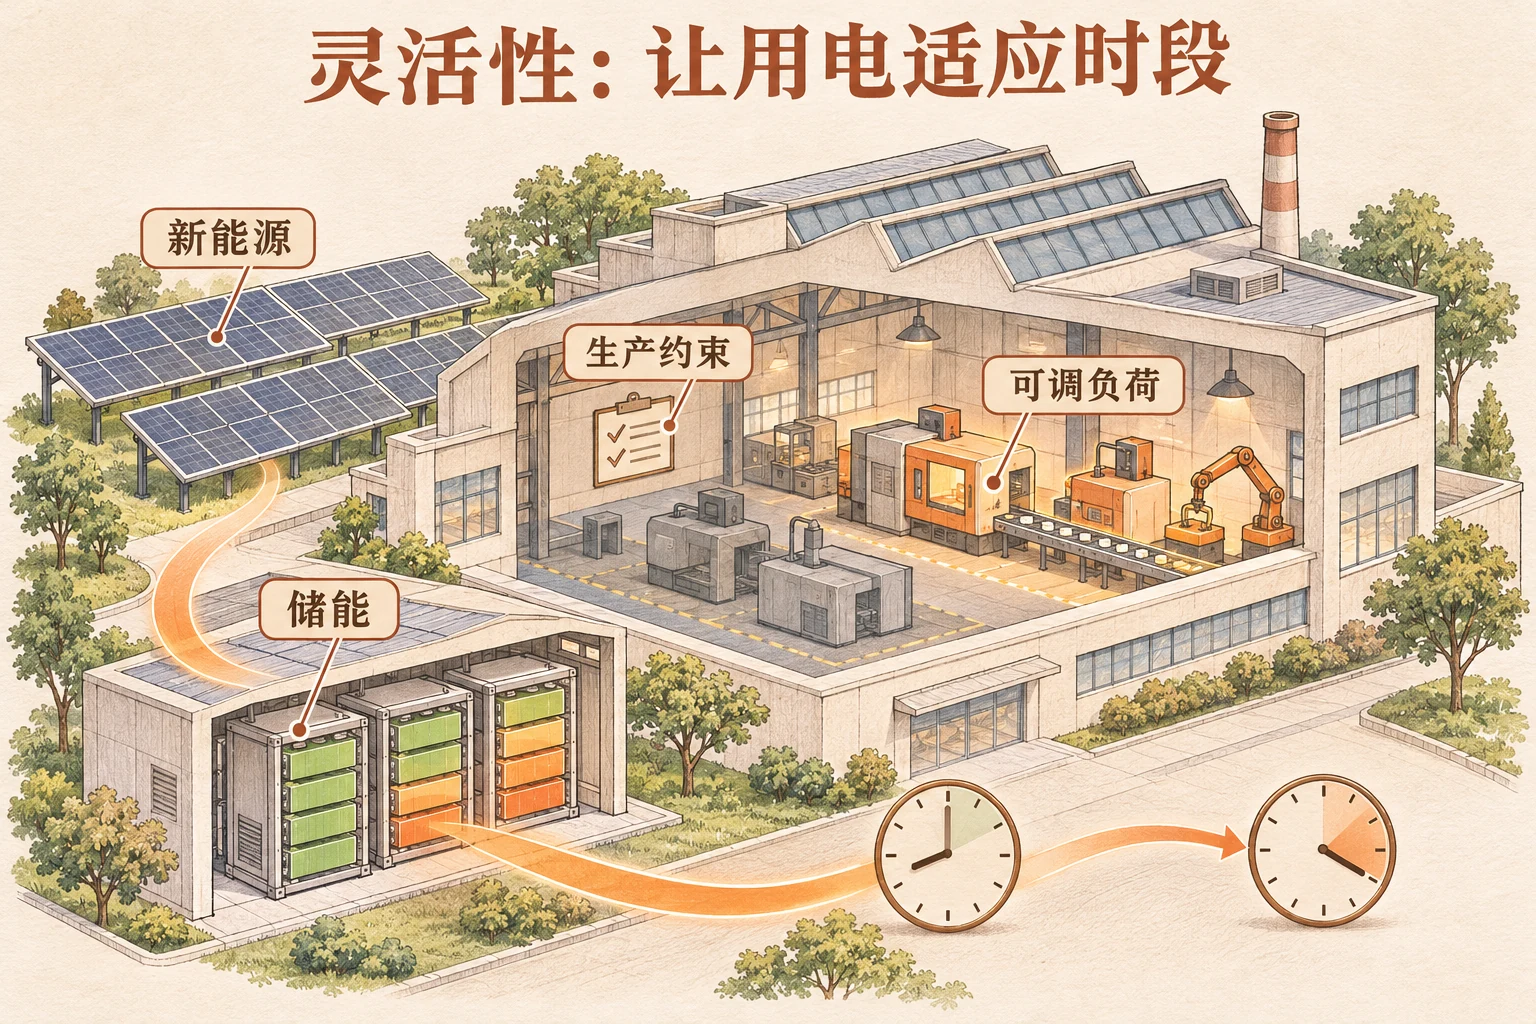 灵活性：让用电适应时段
新能源
生产约束
可调负荷
储能